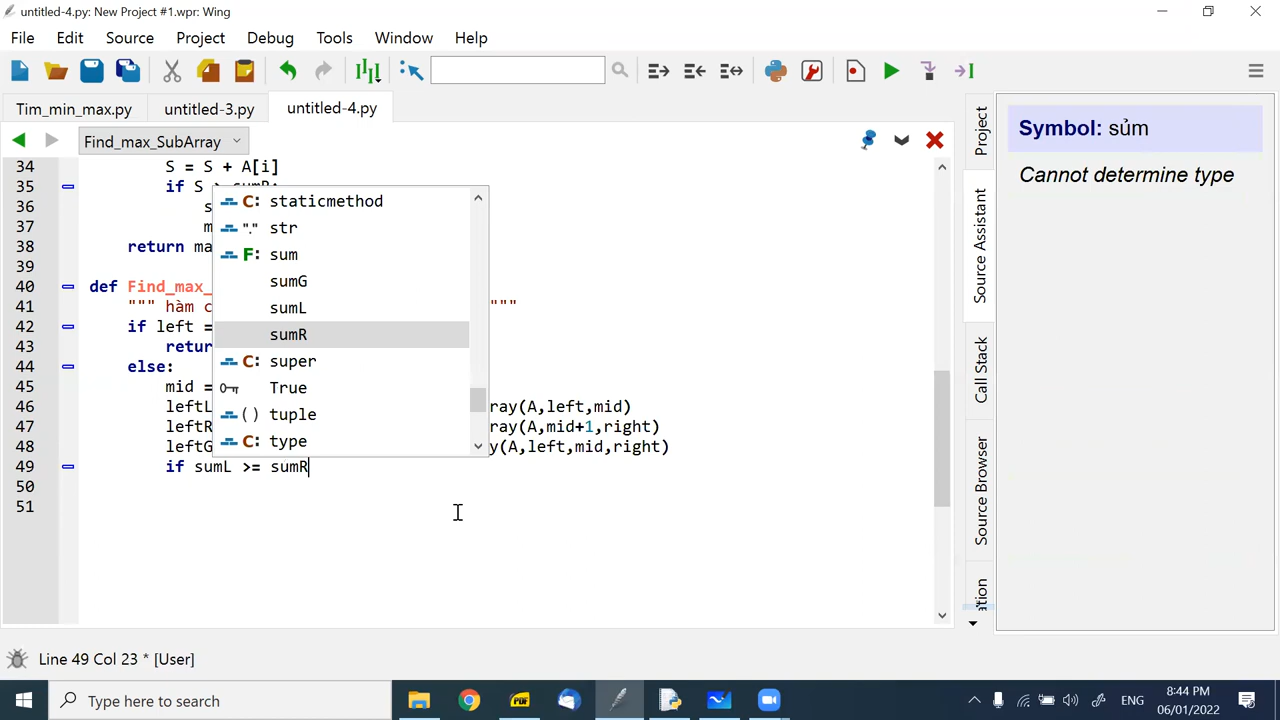 untitled-4.py: New Project #1.wpr: Wing
File Edit Source Project Debug Tools Window Help
Tim_min_max.py untitled-3.py untitled-4.py
Find_max_SubArray
34 S = S + A[i]
35 if S
36 s
37 m
38 return ma
39
40 def Find_max_
41 """ hàm c """
42 if left =
43 retur
44 else:
45 mid =
46 leftL ray(A,left,mid)
47 leftR ray(A,mid+1,right)
48 leftG y(A,left,mid,right)
49 if sumL >= sumR
50
51
C: staticmethod
"." str
F: sum
sumG
sumL
sumR
C: super
True
() tuple
C: type
Project
Source Assistant
Call Stack
Source Browser
ation
Symbol: sủm
Cannot determine type
Line 49 Col 23 * [User]
Type here to search
PDF
ENG
8:44 PM
06/01/2022